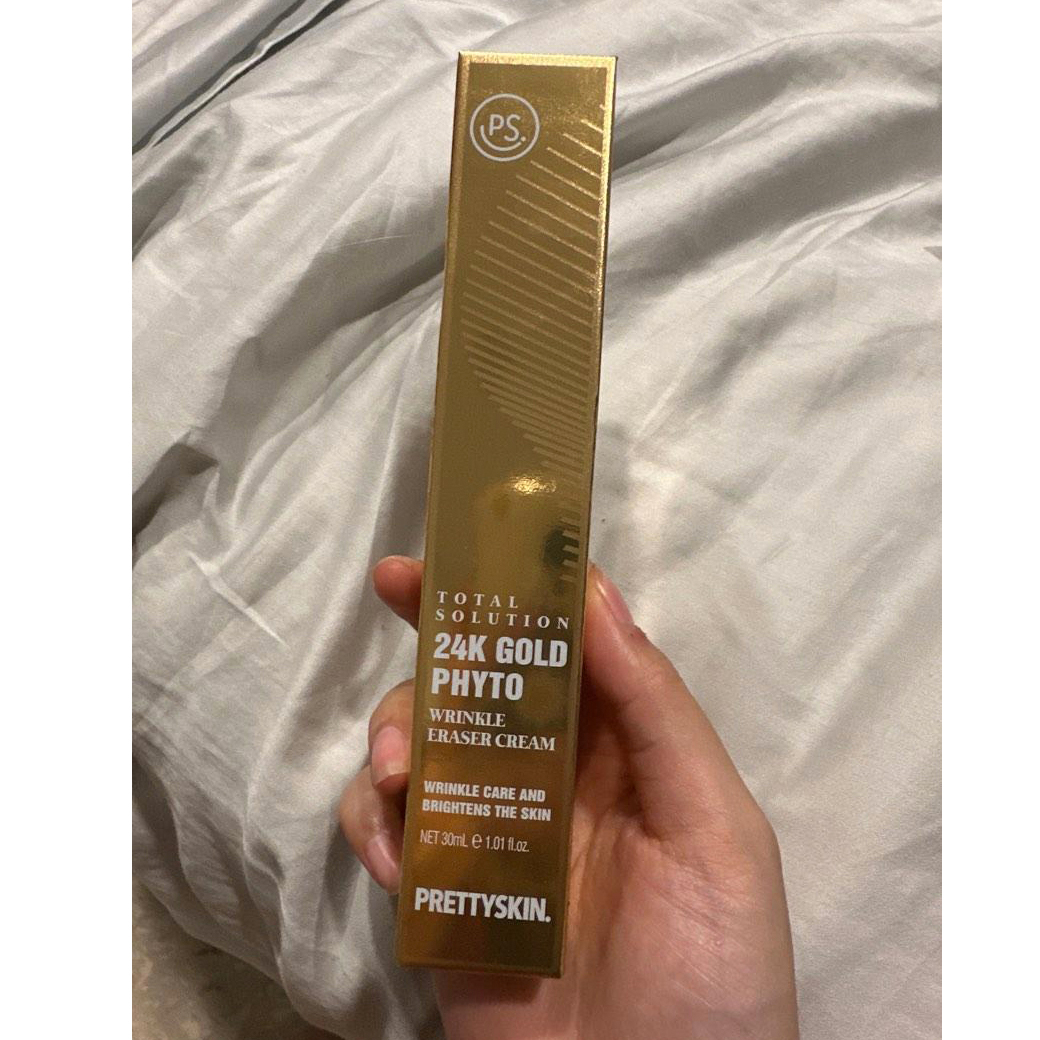 PS.
TOTAL
SOLUTION
24K GOLD
PHYTO
WRINKLE
ERASER CREAM
WRINKLE CARE AND
BRIGHTENS THE SKIN
NET 30mL ℮ 1.01 fl.oz.
PRETTYSKIN.